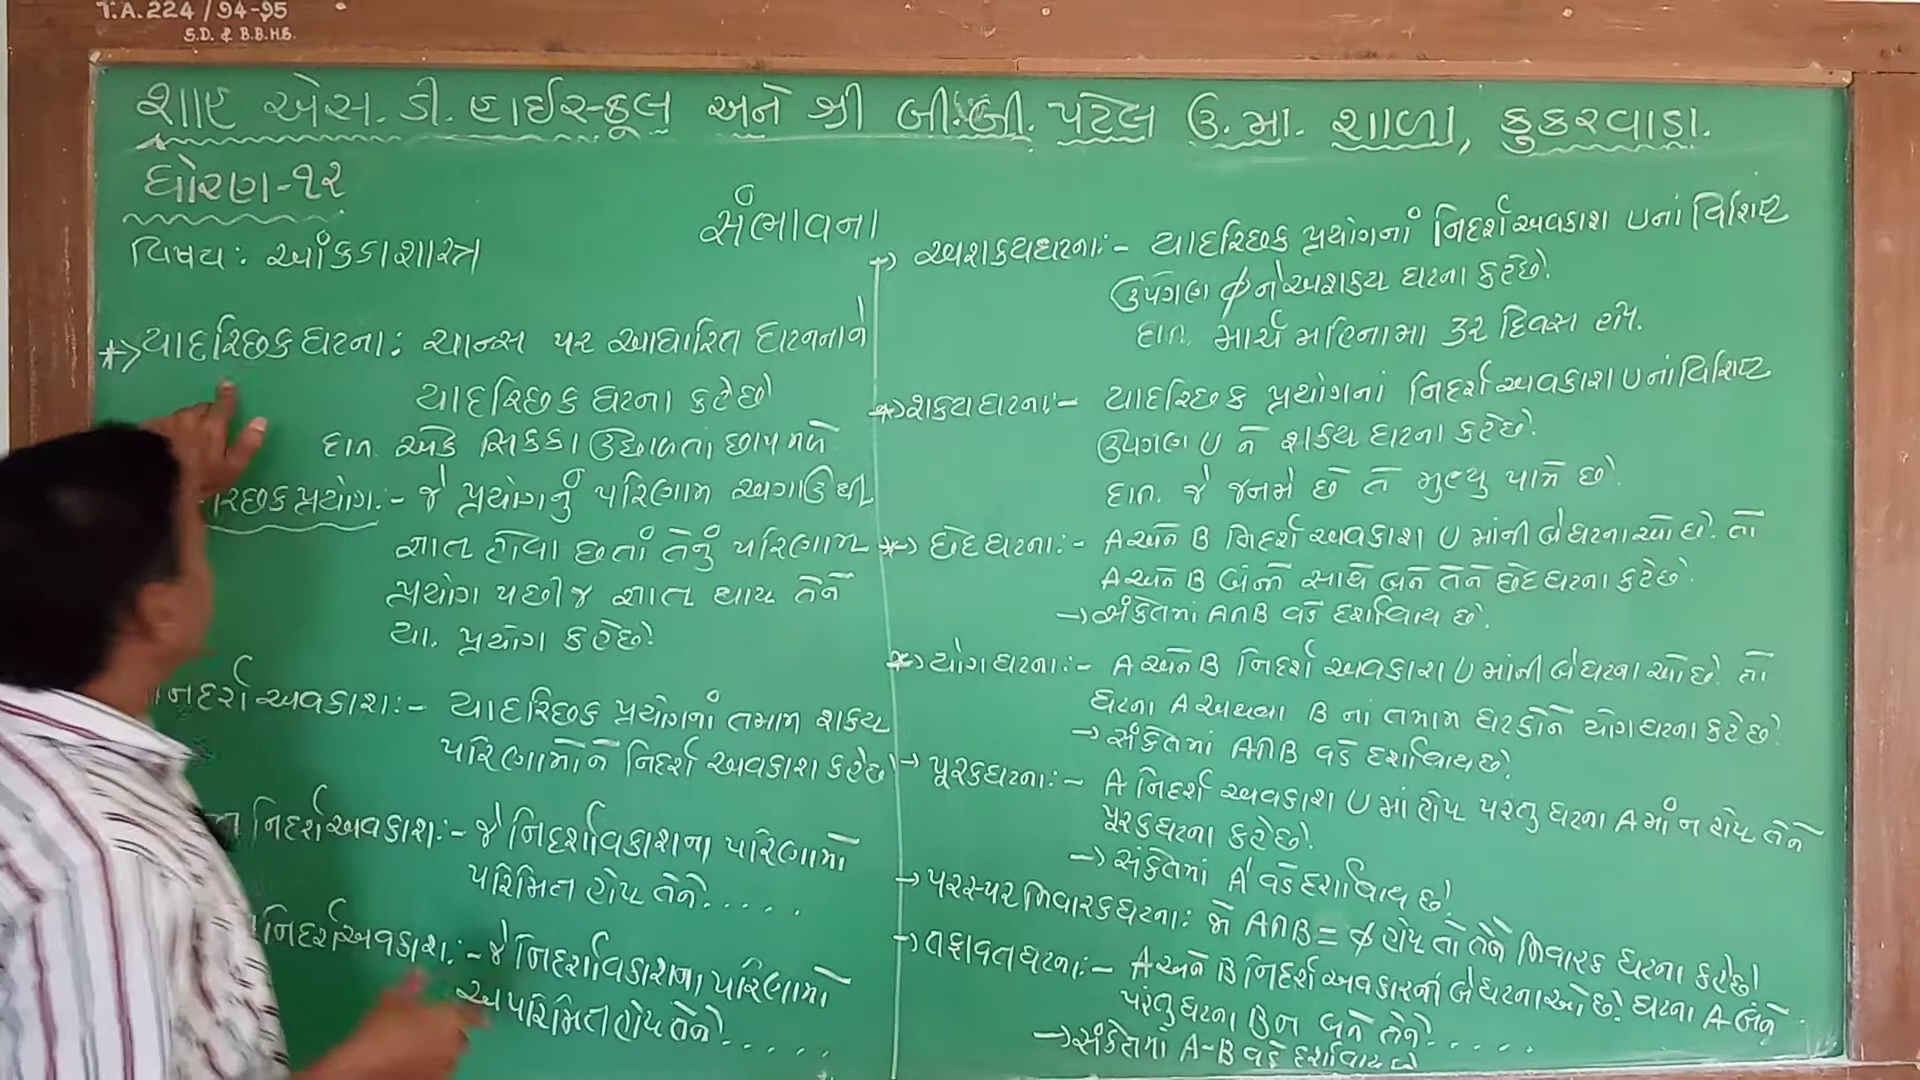 T.A.224 / 94-95
S.D. & B.B.H.S.
શાહ એસ. ડી. હાઈસ્કૂલ અને શ્રી બી.બી. પટેલ ઉ. મા. શાળા, કુકરવાડા.
ધોરણ-૧૨
વિષય: આંકડાશાસ્ત્ર
સંભાવના
*→યાદચ્છિક ઘટના: ચાન્સ પર આધારિત ઘટનાને
યાદચ્છિક ઘટના કહે છે
દા.ત. એક સિક્કા ઉછાળતાં છાપ મળે
ચ્છિક પ્રયોગ:- જે પ્રયોગનું પરિણામ અગાઉથી
જ્ઞાત હોવા છતાં તેનું પરિણામ
પ્રયોગ પછી જ જ્ઞાત થાય તેને
યા. પ્રયોગ કહે છે.
નિદર્શ અવકાશ:- યાદચ્છિક પ્રયોગનાં તમામ શક્ય
પરિણામોને નિદર્શ અવકાશ કહે છે
નિદર્શઅવકાશ:- જે નિદર્શાવકાશના પરિણામો
પરિમિત હોય તેને.....
નિદર્શઅવકાશ:- જે નિદર્શાવકાશના પરિણામો
અપરિમિત હોય તેને.....
→ અશક્યઘટના:- યાદચ્છિક પ્રયોગનાં નિદર્શ અવકાશ U નાં વિશિષ્ટ
ઉપગણ ϕ ને અશક્ય ઘટના કહે છે.
દા.ત. માર્ચ મહિનામા ૩૨ દિવસ હોય.
*→ શક્ય ઘટના:- યાદચ્છિક પ્રયોગનાં નિદર્શ અવકાશ U નાં વિશિષ્ટ
ઉપગણ U ને શક્ય ઘટના કહે છે.
દા.ત. જે જનમે છે તે મુત્યુ પામે છે.
*→ છેદ ઘટના:- A અને B નિદર્શ અવકાશ U માંની બે ઘટનાઓ છે. તો
A અને B બંન્ને સાથે બને તેને છેદ ઘટના કહે છે.
→ સંકેતમાં A∩B વડે દર્શાવાય છે.
*→ યોગ ઘટના:- A અને B નિદર્શ અવકાશ U માંની બે ઘટના ઓ છે. તો
ઘટના A અથવા B નાં તમામ ઘટકોને યોગ ઘટના કહે છે.
→ સંકેતમાં A∩B વડે દર્શાવાય છે.
→ પૂરક ઘટના:- A નિદર્શ અવકાશ U માં હોય પરંતુ ઘટના A માં ન હોય તેને
પૂરક ઘટના કહે છે.
→ સંકેતમાં A' વડે દર્શાવાય છે.
→ પરસ્પર નિવારક ઘટના: જો A∩B = ϕ હોય તો તેને નિવારક ઘટના કહે છે.
→ તફાવત ઘટના:- A અને B નિદર્શ અવકાશનાં બે ઘટનાઓ છે. ઘટના A બને
પરંતુ ઘટના B ન બને તેને.....
→ સંકેતમાં A-B વડે દર્શાવાય છે